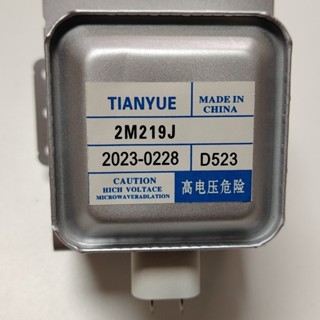 TIANYUE
MADE IN
CHINA
2M219J
2023-0228
D523
CAUTION
HICH VOLTACE
MICROWAVERADLATION
高电压危险